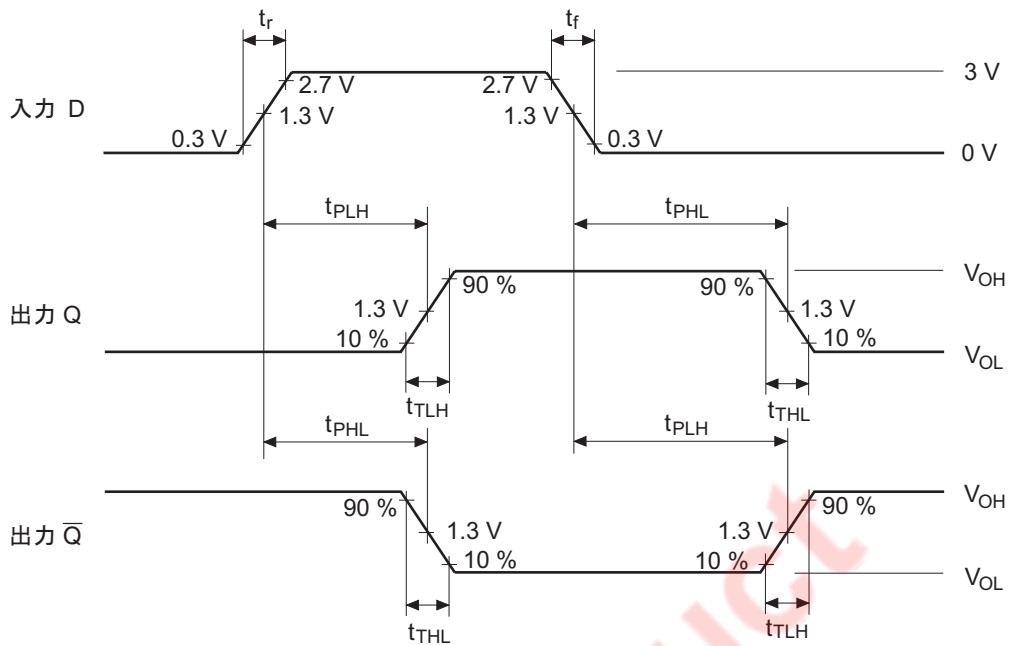 tr
tf
2.7 V
2.7 V
3 V
入力 D
1.3 V
1.3 V
0.3 V
0.3 V
0 V
tPLH
tPHL
90 %
90 %
VOH
出力 Q
1.3 V
1.3 V
10 %
10 %
VOL
tTLH
tTHL
tPHL
tPLH
90 %
90 %
VOH
出力 Q̅
1.3 V
1.3 V
10 %
10 %
VOL
tTHL
tTLH
uct